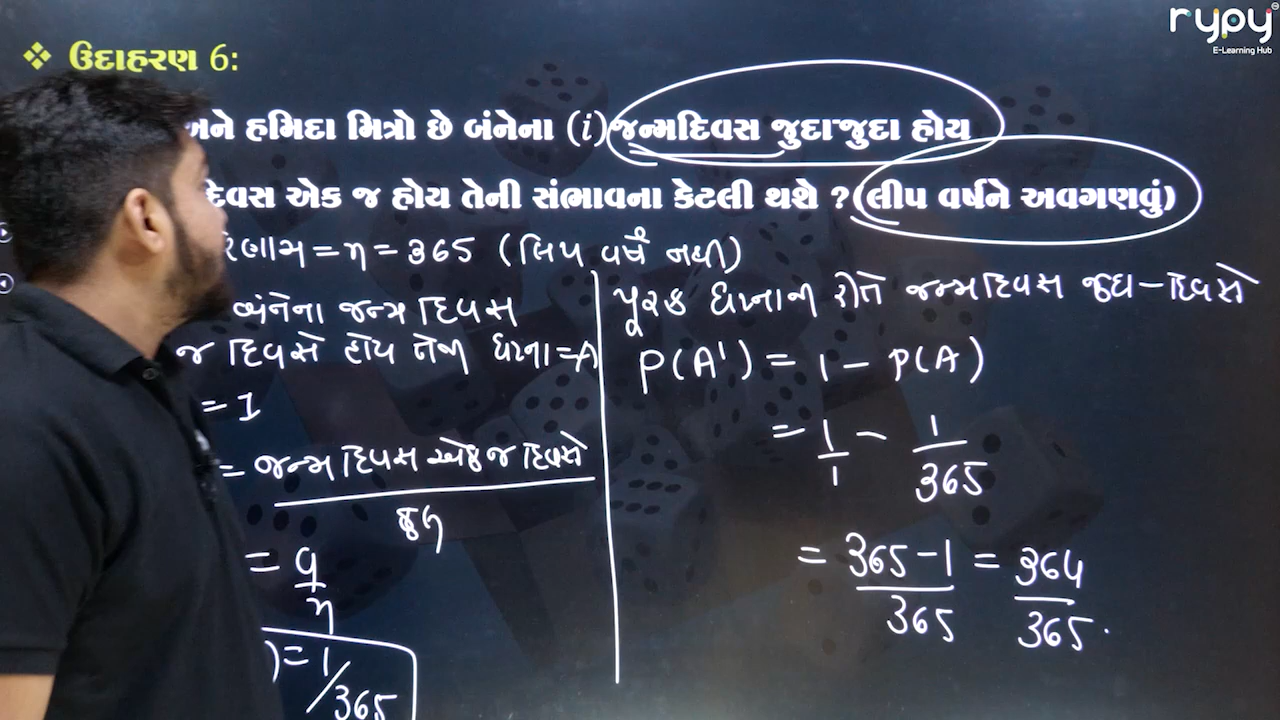 rypy
E-Learning Hub
❖ ઉદાહરણ 6:
અને હમિદા મિત્રો છે બંનેના (i) જન્મદિવસ જુદા-જુદા હોય
દિવસ એક જ હોય તેની સંભાવના કેટલી થશે ? (લીપ વર્ષને અવગણવું)
= n = 365 (લિપ વર્ષ નથી)
બંનેના જન્મ દિવસ
જ દિવસે હોય તેની ઘટના = A
= 1
= જન્મ દિવસ એક જ દિવસે
કુલ
=
n
) = 1/365
પૂરક ઘટનાની રીતે જન્મદિવસ જુદા - દિવસે
P(A') = 1 - P(A)
= 1/1 - 1/365
= 365-1/365 = 364/365.